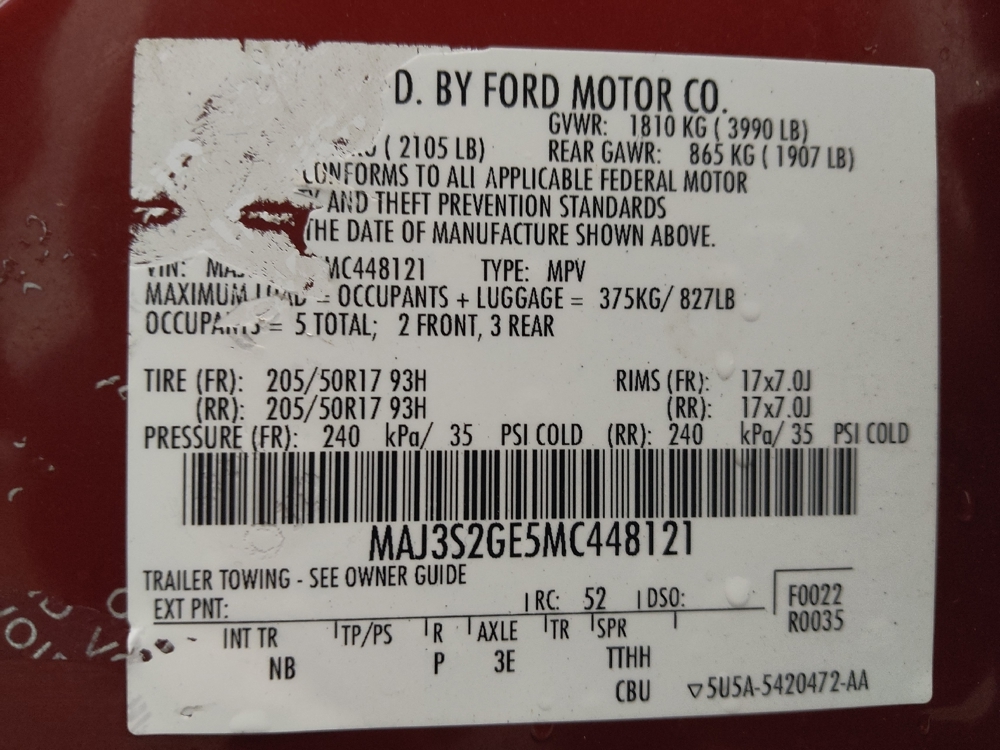 D. BY FORD MOTOR CO.
GVWR: 1810 KG ( 3990 LB)
( 2105 LB) REAR GAWR: 865 KG ( 1907 LB)
CONFORMS TO ALL APPLICABLE FEDERAL MOTOR
AND THEFT PREVENTION STANDARDS
THE DATE OF MANUFACTURE SHOWN ABOVE.
VIN: MC448121 TYPE: MPV
MAXIMUM LOAD = OCCUPANTS + LUGGAGE = 375KG/ 827LB
OCCUPANTS = 5 TOTAL; 2 FRONT, 3 REAR
TIRE (FR): 205/50R17 93H RIMS (FR): 17x7.0J
(RR): 205/50R17 93H (RR): 17x7.0J
PRESSURE (FR): 240 kPa/ 35 PSI COLD (RR): 240 kPa/ 35 PSI COLD
MAJ3S2GE5MC448121
TRAILER TOWING - SEE OWNER GUIDE
EXT PNT: RC: 52 DSO: F0022
R0035
INT TR TP/PS R AXLE TR SPR
NB P 3E TTHH
CBU ▽5U5A-5420472-AA